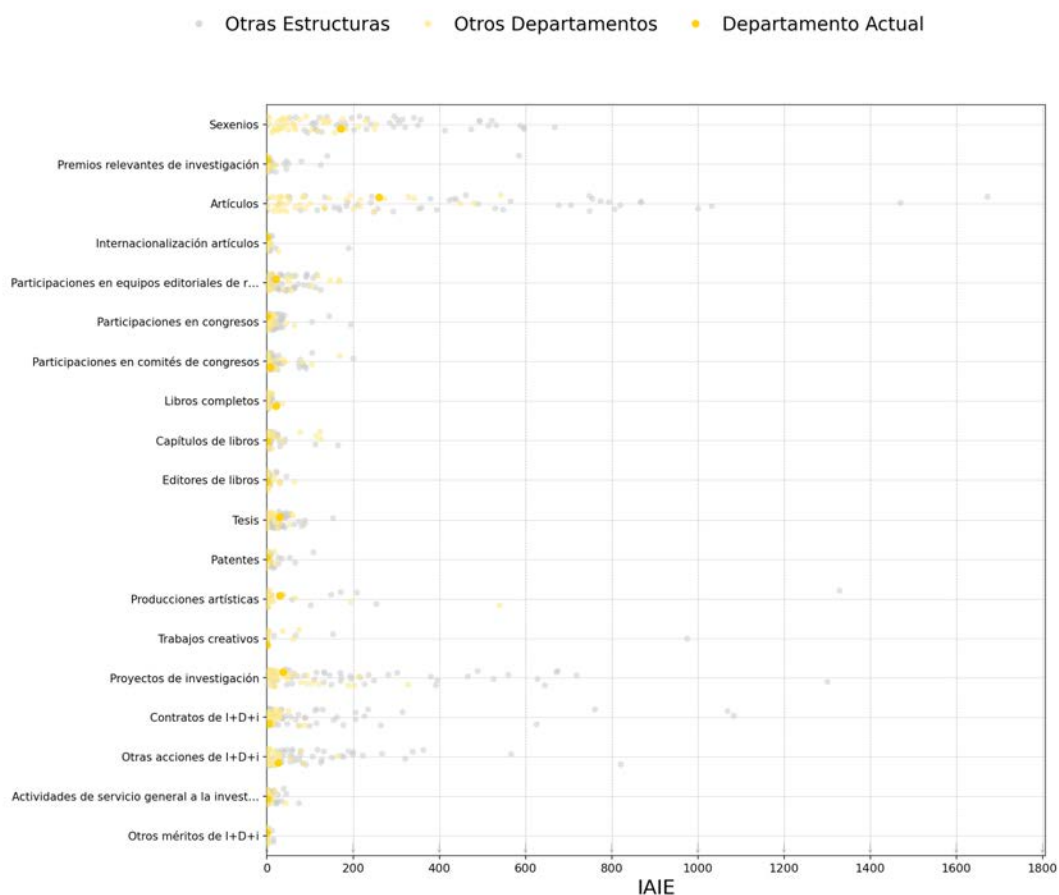 Otras Estructuras Otros Departamentos Departamento Actual
Sexenios
Premios relevantes de investigación
Artículos
Internacionalización artículos
Participaciones en equipos editoriales de r...
Participaciones en congresos
Participaciones en comités de congresos
Libros completos
Capítulos de libros
Editores de libros
Tesis
Patentes
Producciones artísticas
Trabajos creativos
Proyectos de investigación
Contratos de I+D+i
Otras acciones de I+D+i
Actividades de servicio general a la invest...
Otros méritos de I+D+i
0 200 400 600 800 1000 1200 1400 1600 1800
IAIE